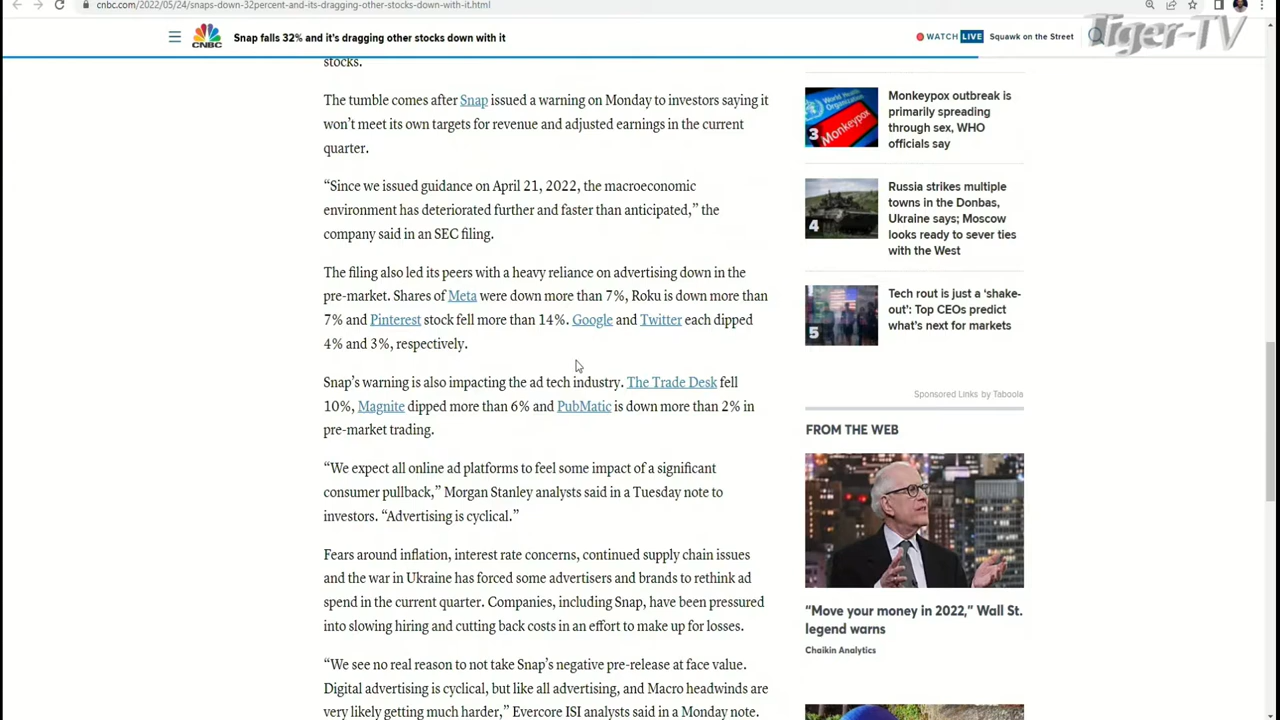 cnbc.com/2022/05/24/snaps-down-32percent-and-its-dragging-other-stocks-down-with-it.html
CNBC
Snap falls 32% and it's dragging other stocks down with it
WATCH LIVE
Squawk on the Street
Tiger-TV
stocks.
The tumble comes after Snap issued a warning on Monday to investors saying it
won’t meet its own targets for revenue and adjusted earnings in the current
quarter.
“Since we issued guidance on April 21, 2022, the macroeconomic
environment has deteriorated further and faster than anticipated,” the
company said in an SEC filing.
The filing also led its peers with a heavy reliance on advertising down in the
pre-market. Shares of Meta were down more than 7%, Roku is down more than
7% and Pinterest stock fell more than 14%. Google and Twitter each dipped
4% and 3%, respectively.
Snap’s warning is also impacting the ad tech industry. The Trade Desk fell
10%, Magnite dipped more than 6% and PubMatic is down more than 2% in
pre-market trading.
“We expect all online ad platforms to feel some impact of a significant
consumer pullback,” Morgan Stanley analysts said in a Tuesday note to
investors. “Advertising is cyclical.”
Fears around inflation, interest rate concerns, continued supply chain issues
and the war in Ukraine has forced some advertisers and brands to rethink ad
spend in the current quarter. Companies, including Snap, have been pressured
into slowing hiring and cutting back costs in an effort to make up for losses.
“We see no real reason to not take Snap’s negative pre-release at face value.
Digital advertising is cyclical, but like all advertising, and Macro headwinds are
very likely getting much harder,” Evercore ISI analysts said in a Monday note.
World Health
Organization
Monkeypox
3
Monkeypox outbreak is
primarily spreading
through sex, WHO
officials say
4
Russia strikes multiple
towns in the Donbas,
Ukraine says; Moscow
looks ready to sever ties
with the West
5
Tech rout is just a ‘shake-
out’: Top CEOs predict
what’s next for markets
Sponsored Links by Taboola
FROM THE WEB
“Move your money in 2022,” Wall St.
legend warns
Chaikin Analytics